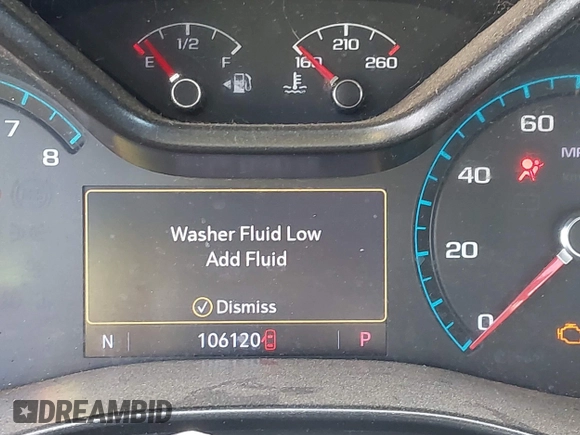 1/2
E F
160 210 260
7
8
60
MP
40
20
0
Washer Fluid Low
Add Fluid
Dismiss
N 106120 P
DREAMBID